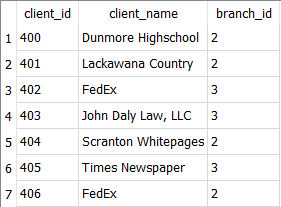 client_id client_name branch_id
1 400 Dunmore Highschool 2
2 401 Lackawana Country 2
3 402 FedEx 3
4 403 John Daly Law, LLC 3
5 404 Scranton Whitepages 2
6 405 Times Newspaper 3
7 406 FedEx 2